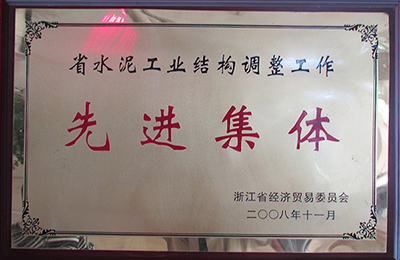 省水泥工业结构调整工作
先进集体
浙江省经济贸易委员会
二〇〇八年十一月